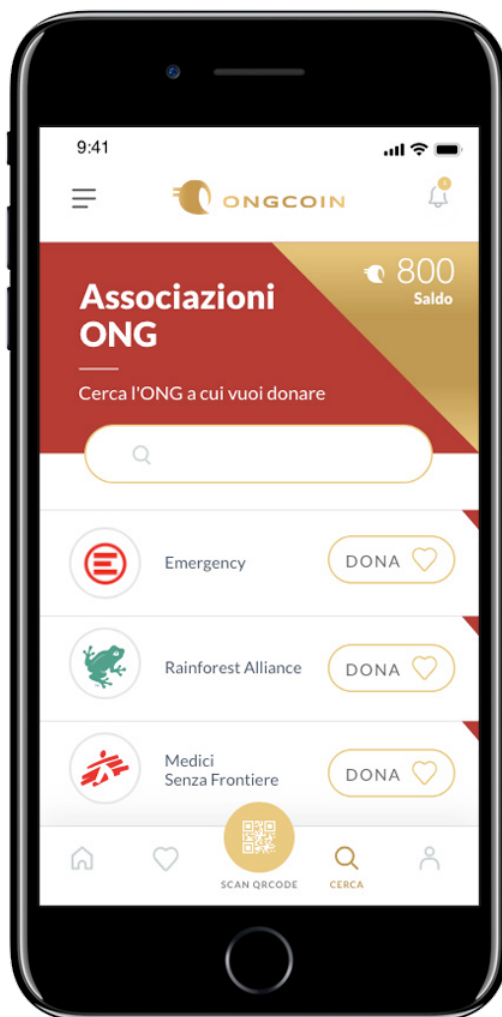 9:41
ONGCOIN
800
Saldo
Associazioni
ONG
Cerca l'ONG a cui vuoi donare
Emergency
DONA
Rainforest Alliance
DONA
Medici
Senza Frontiere
DONA
SCAN QRCODE
CERCA